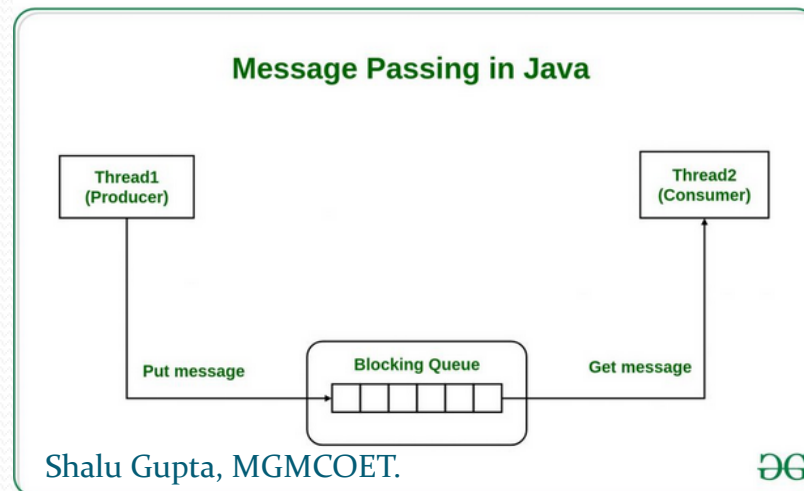 Message Passing in Java
Thread1
(Producer)
Thread2
(Consumer)
Blocking Queue
Put message
Get message
Shalu Gupta, MGMCOET.